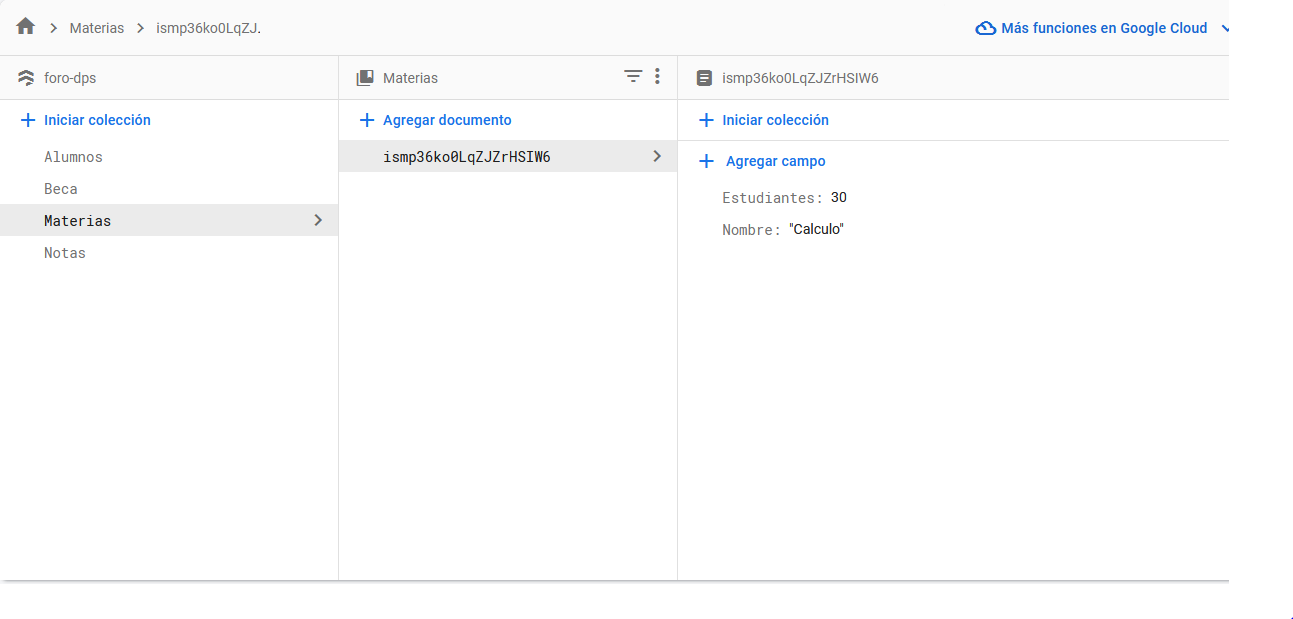 Materias ismp36ko0LqZJ.
Más funciones en Google Cloud
foro-dps
Materias
ismp36ko0LqZJZrHSIW6
Iniciar colección
Agregar documento
Iniciar colección
Alumnos
ismp36ko0LqZJZrHSIW6
Agregar campo
Beca
Estudiantes: 30
Materias
Nombre: "Calculo"
Notas